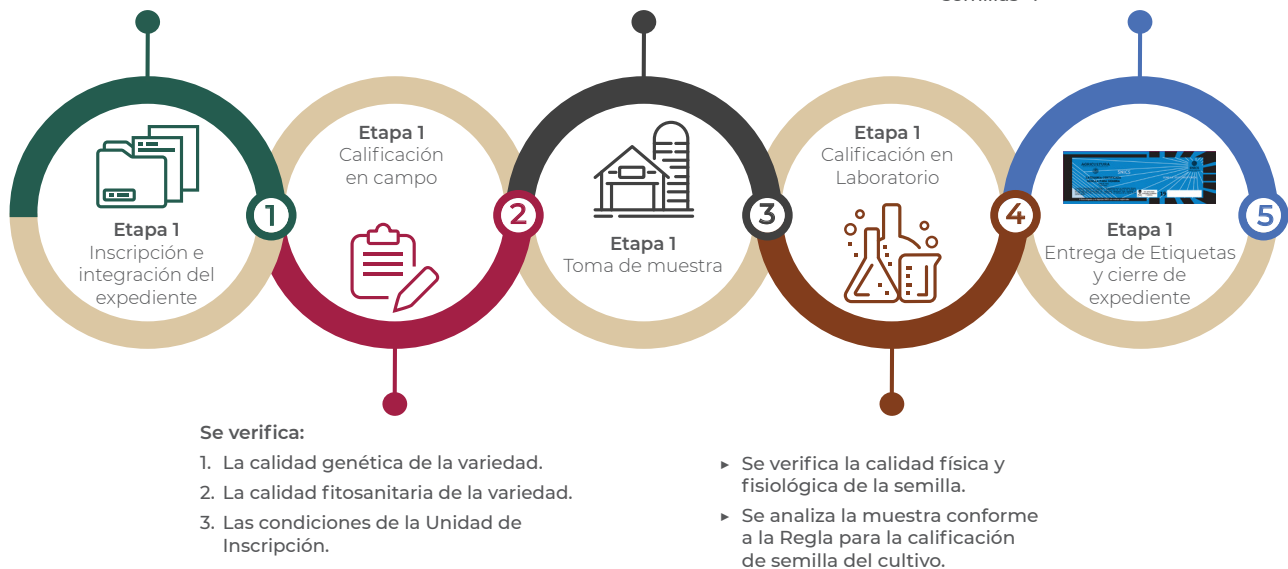 Etapa 1
Inscripción e
integración del
expediente
1
Etapa 1
Calificación
en campo
2
Etapa 1
Toma de muestra
3
Etapa 1
Calificación en
Laboratorio
4
Etapa 1
Entrega de Etiquetas
y cierre de
expediente
5
Se verifica:
1. La calidad genética de la variedad.
2. La calidad fitosanitaria de la variedad.
3. Las condiciones de la Unidad de
Inscripción.
▸ Se verifica la calidad física y
fisiológica de la semilla.
▸ Se analiza la muestra conforme
a la Regla para la calificación
de semilla del cultivo.